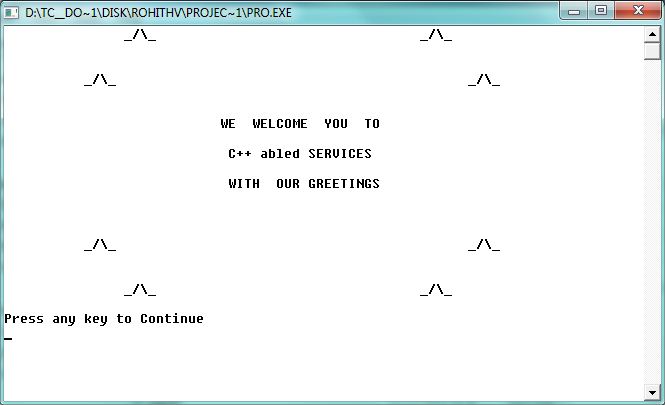 D:\TC__DO~1\DISK\ROHITHV\PROJEC~1\PRO.EXE
_/\_ _/\_
_/\_ _/\_
WE WELCOME YOU TO
C++ abled SERVICES
WITH OUR GREETINGS
_/\_ _/\_
_/\_ _/\_
Press any key to Continue
_